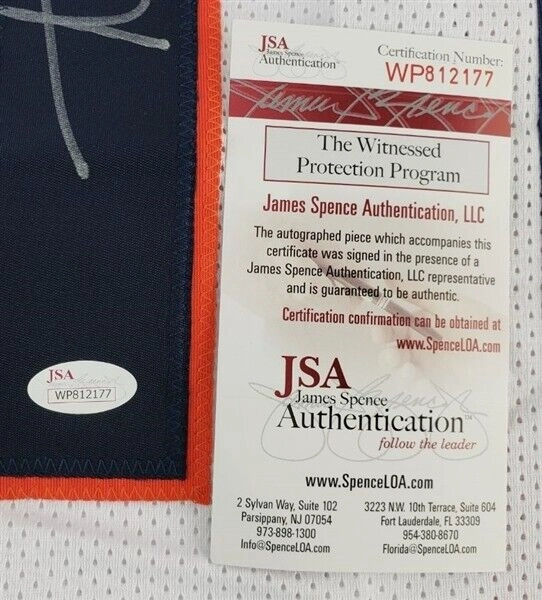 JSA
James Spence
Authentication™
Certification Number:
WP812177
The Witnessed
Protection Program
James Spence Authentication, LLC
The autographed piece which accompanies this
certificate was signed in the presence of a
James Spence Authentication, LLC representative
and is guaranteed to be authentic.
Certification confirmation can be obtained at
www.SpenceLOA.com
JSA
James Spence
Authentication™
follow the leader
www.SpenceLOA.com
2 Sylvan Way, Suite 102
Parsippany, NJ 07054
973-898-1300
Info@SpenceLOA.com
3223 N.W. 10th Terrace, Suite 604
Fort Lauderdale, FL 33309
954-380-8670
Florida@SpenceLOA.com
JSA
WP812177